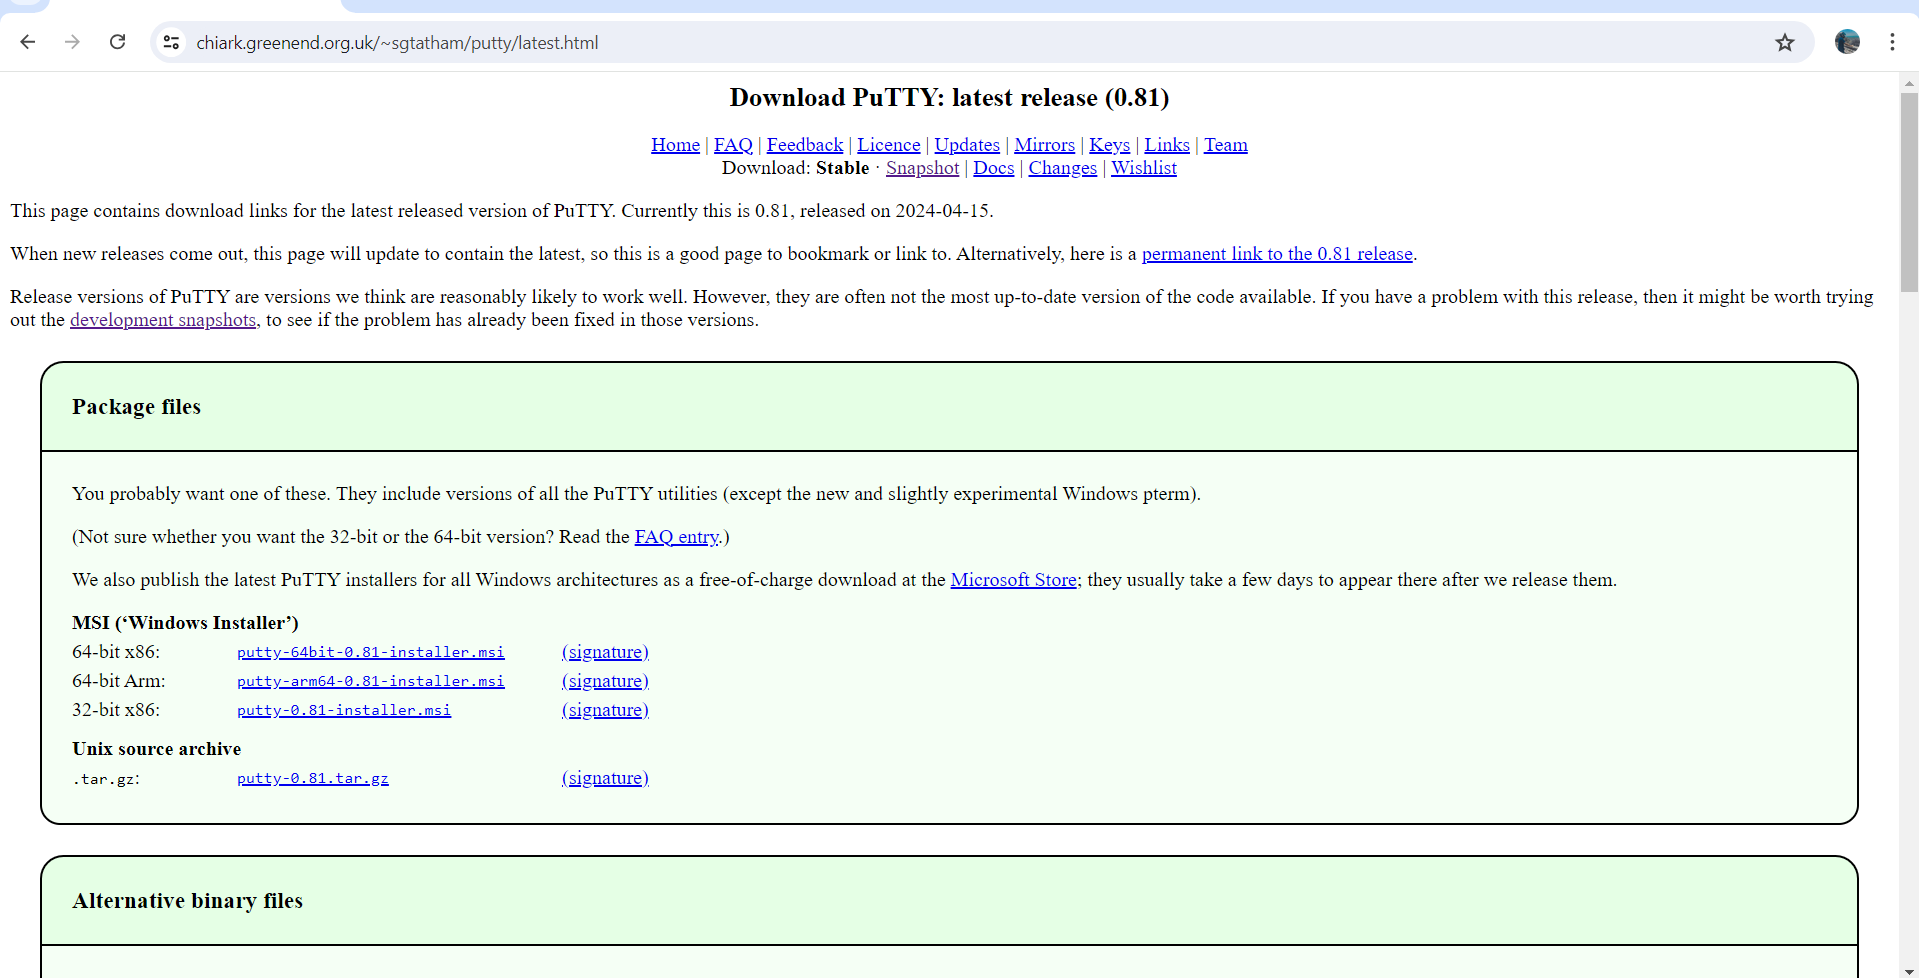 chiark.greenend.org.uk/~sgtatham/putty/latest.html
Download PuTTY: latest release (0.81)
Home | FAQ | Feedback | Licence | Updates | Mirrors | Keys | Links | Team
Download: Stable · Snapshot | Docs | Changes | Wishlist
This page contains download links for the latest released version of PuTTY. Currently this is 0.81, released on 2024-04-15.
When new releases come out, this page will update to contain the latest, so this is a good page to bookmark or link to. Alternatively, here is a permanent link to the 0.81 release.
Release versions of PuTTY are versions we think are reasonably likely to work well. However, they are often not the most up-to-date version of the code available. If you have a problem with this release, then it might be worth trying
out the development snapshots, to see if the problem has already been fixed in those versions.
Package files
You probably want one of these. They include versions of all the PuTTY utilities (except the new and slightly experimental Windows pterm).
(Not sure whether you want the 32-bit or the 64-bit version? Read the FAQ entry.)
We also publish the latest PuTTY installers for all Windows architectures as a free-of-charge download at the Microsoft Store; they usually take a few days to appear there after we release them.
MSI (‘Windows Installer’)
64-bit x86: putty-64bit-0.81-installer.msi (signature)
64-bit Arm: putty-arm64-0.81-installer.msi (signature)
32-bit x86: putty-0.81-installer.msi (signature)
Unix source archive
.tar.gz: putty-0.81.tar.gz (signature)
Alternative binary files